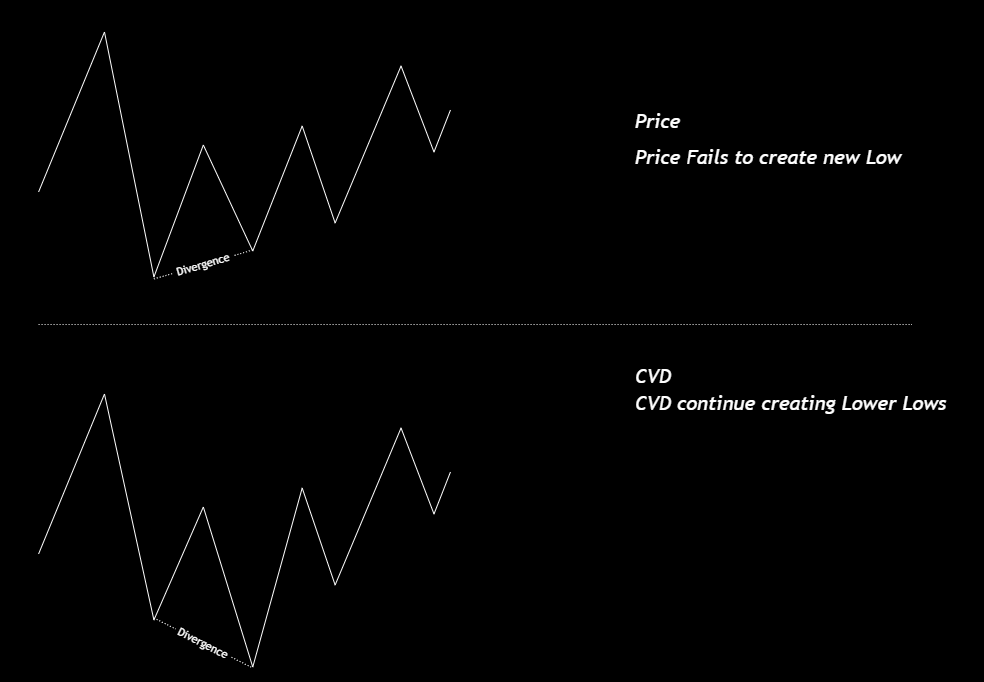 Price
Price Fails to create new Low
Divergence
CVD
CVD continue creating Lower Lows
Divergence